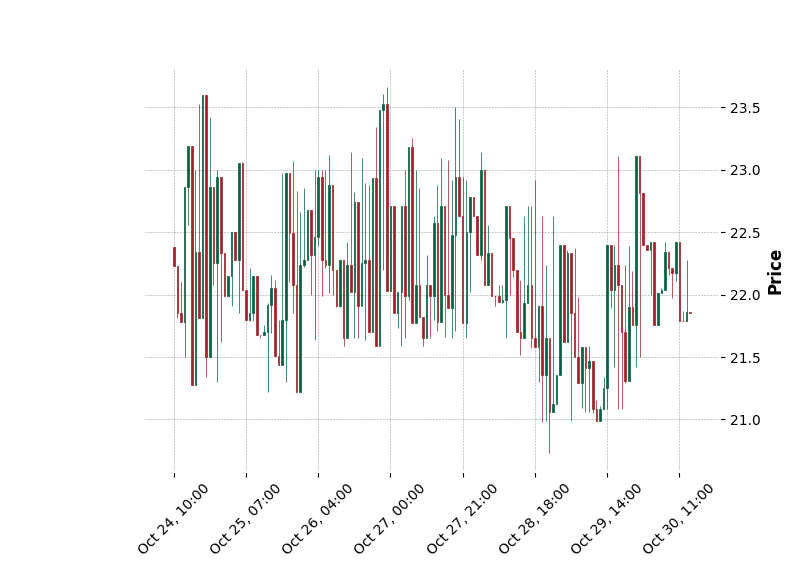 23.5
23.0
22.5
22.0
21.5
21.0
Price
Oct 24, 10:00
Oct 25, 07:00
Oct 26, 04:00
Oct 27, 00:00
Oct 27, 21:00
Oct 28, 18:00
Oct 29, 14:00
Oct 30, 11:00